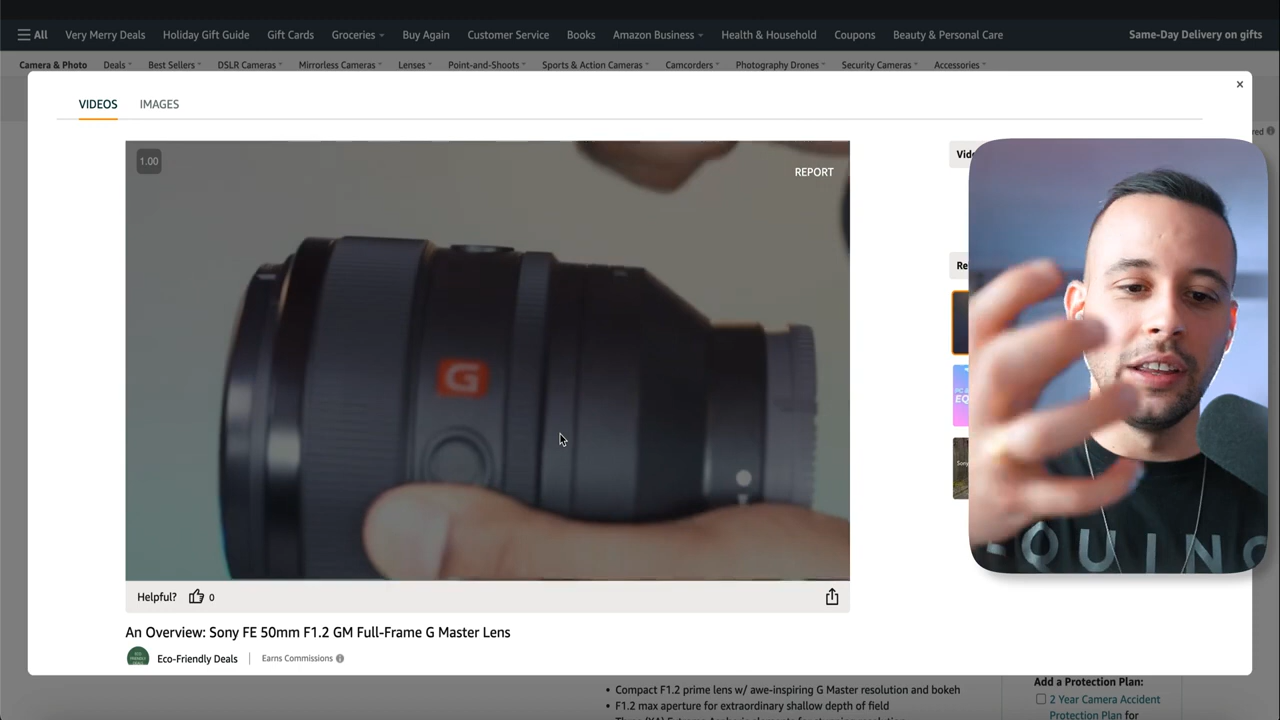 All Very Merry Deals Holiday Gift Guide Gift Cards Groceries Buy Again Customer Service Books Amazon Business Health & Household Coupons Beauty & Personal Care Same-Day Delivery on gifts
Camera & Photo Deals Best Sellers DSLR Cameras Mirrorless Cameras Lenses Point-and-Shoots Sports & Action Cameras Camcorders Photography Drones Security Cameras Accessories
×
VIDEOS IMAGES
1.00
REPORT
G
Helpful? 0
An Overview: Sony FE 50mm F1.2 GM Full-Frame G Master Lens
Eco-Friendly Deals | Earns Commissions
• Compact F1.2 prime lens w/ awe-inspiring G Master resolution and bokeh
• F1.2 max aperture for extraordinary shallow depth of field
Add a Protection Plan:
2 Year Camera Accident
Protection Plan for